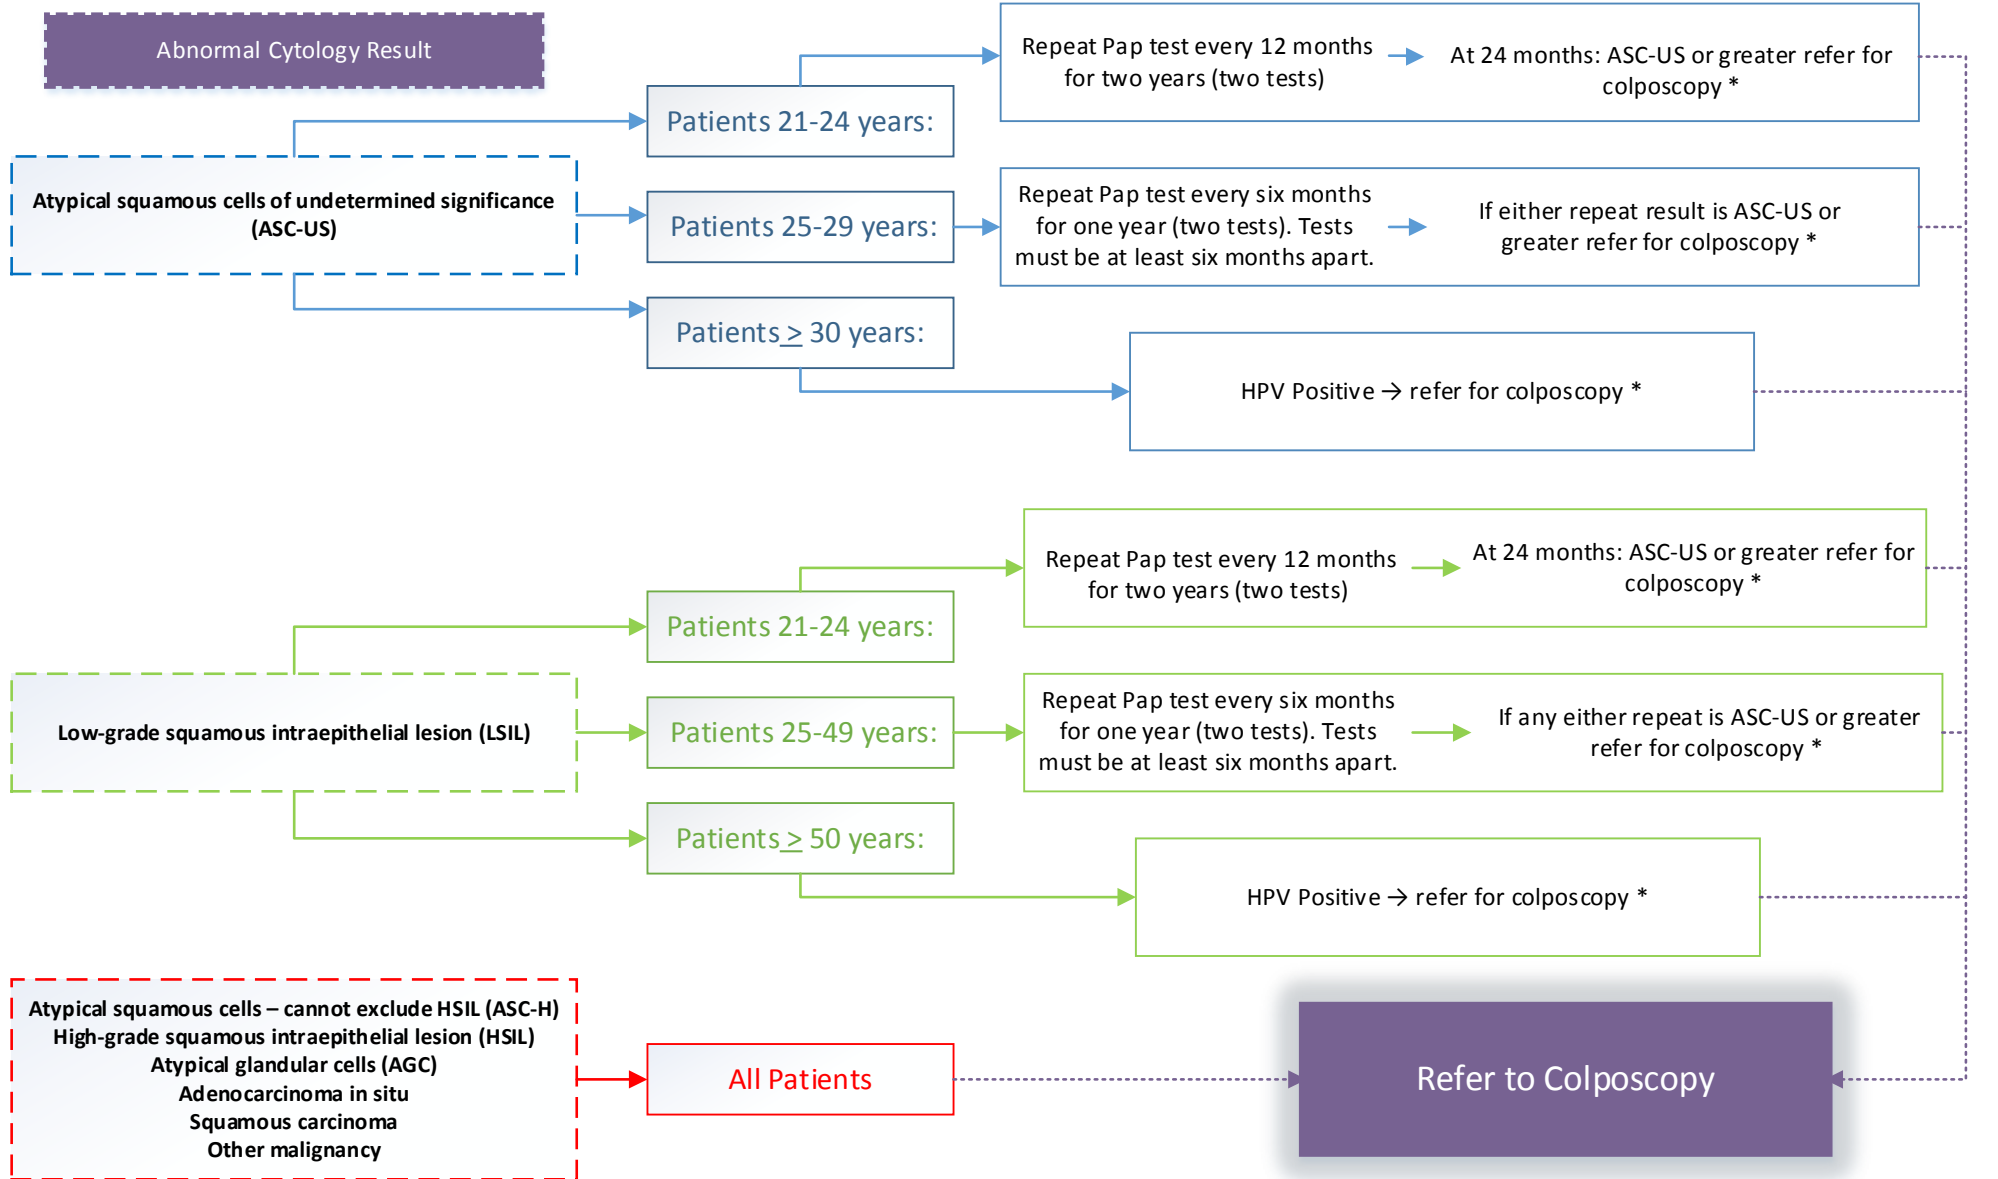 Abnormal Cytology Result
Atypical squamous cells of undetermined significance
(ASC-US)
Patients 21-24 years:
Repeat Pap test every 12 months
for two years (two tests)
At 24 months: ASC-US or greater refer for
colposcopy *
Patients 25-29 years:
Repeat Pap test every six months
for one year (two tests). Tests
must be at least six months apart.
If either repeat result is ASC-US or
greater refer for colposcopy *
Patients ≥ 30 years:
HPV Positive → refer for colposcopy *
Low-grade squamous intraepithelial lesion (LSIL)
Patients 21-24 years:
Repeat Pap test every 12 months
for two years (two tests)
At 24 months: ASC-US or greater refer for
colposcopy *
Patients 25-49 years:
Repeat Pap test every six months
for one year (two tests). Tests
must be at least six months apart.
If any either repeat is ASC-US or greater
refer for colposcopy *
Patients ≥ 50 years:
HPV Positive → refer for colposcopy *
Atypical squamous cells – cannot exclude HSIL (ASC-H)
High-grade squamous intraepithelial lesion (HSIL)
Atypical glandular cells (AGC)
Adenocarcinoma in situ
Squamous carcinoma
Other malignancy
All Patients
Refer to Colposcopy